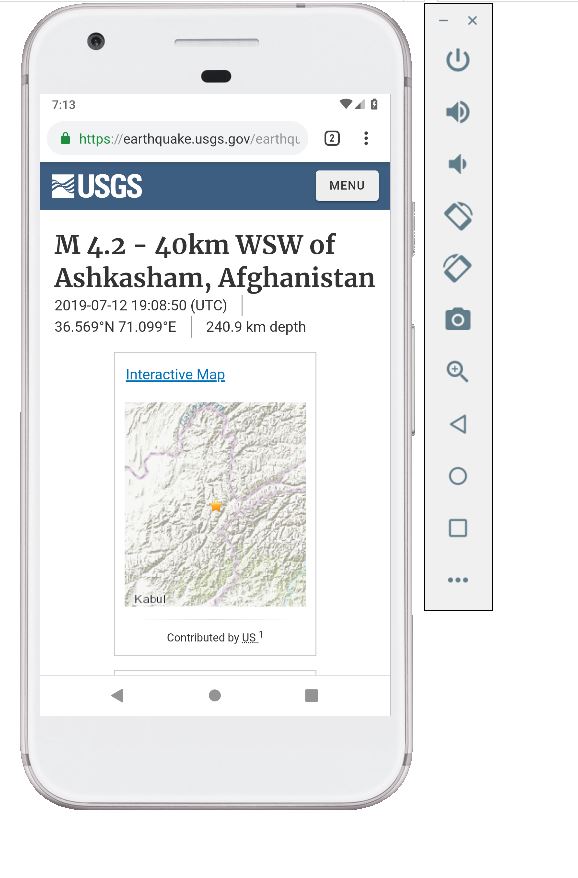 7:13
https://earthquake.usgs.gov/earthqu
2
USGS
MENU
M 4.2 - 40km WSW of
Ashkasham, Afghanistan
2019-07-12 19:08:50 (UTC)
36.569°N 71.099°E 240.9 km depth
Interactive Map
Kabul
Contributed by US 1